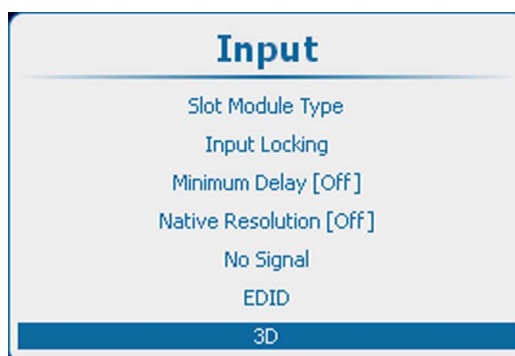 Input
Slot Module Type
Input Locking
Minimum Delay [Off]
Native Resolution [Off]
No Signal
EDID
3D